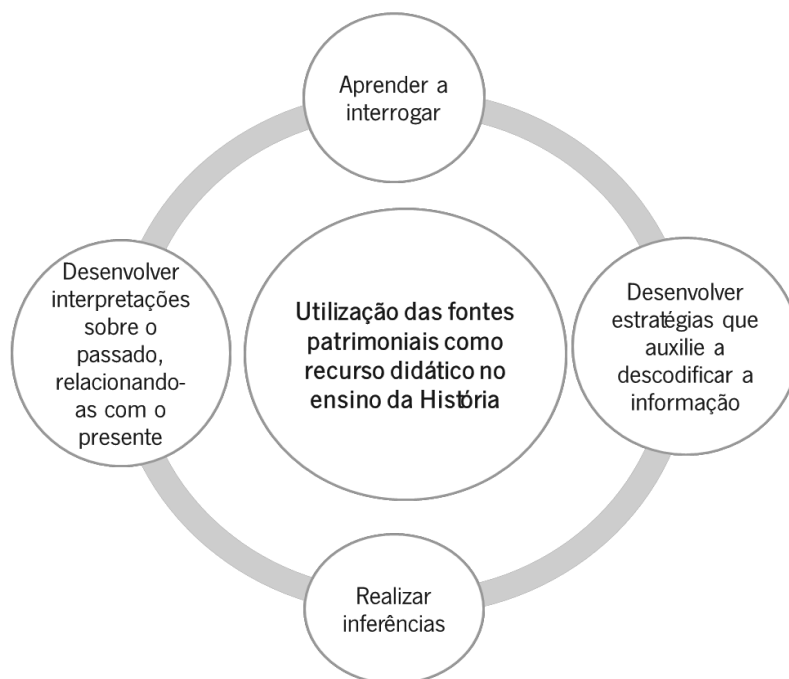 Aprender a
interrogar
Desenvolver
interpretações
sobre o
passado,
relacionando-
as com o
presente
Utilização das fontes
patrimoniais como
recurso didático no
ensino da História
Desenvolver
estratégias que
auxilie a
descodificar a
informação
Realizar
inferências